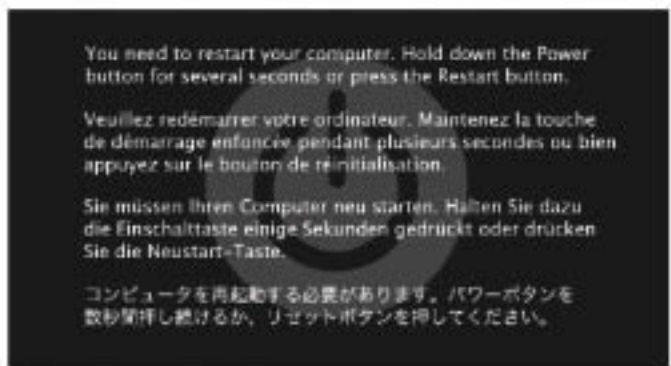 You need to restart your computer. Hold down the Power
button for several seconds or press the Restart button.
Veuillez redémarrer votre ordinateur. Maintenez la touche
de démarrage enfoncée pendant plusieurs secondes ou bien
appuyez sur le bouton de réinitialisation.
Sie müssen Ihren Computer neu starten. Halten Sie dazu
die Einschalttaste einige Sekunden gedrückt oder drücken
Sie die Neustart-Taste.
コンピュータを再起動する必要があります。パワーボタンを
数秒間押し続けるか、リセットボタンを押してください。